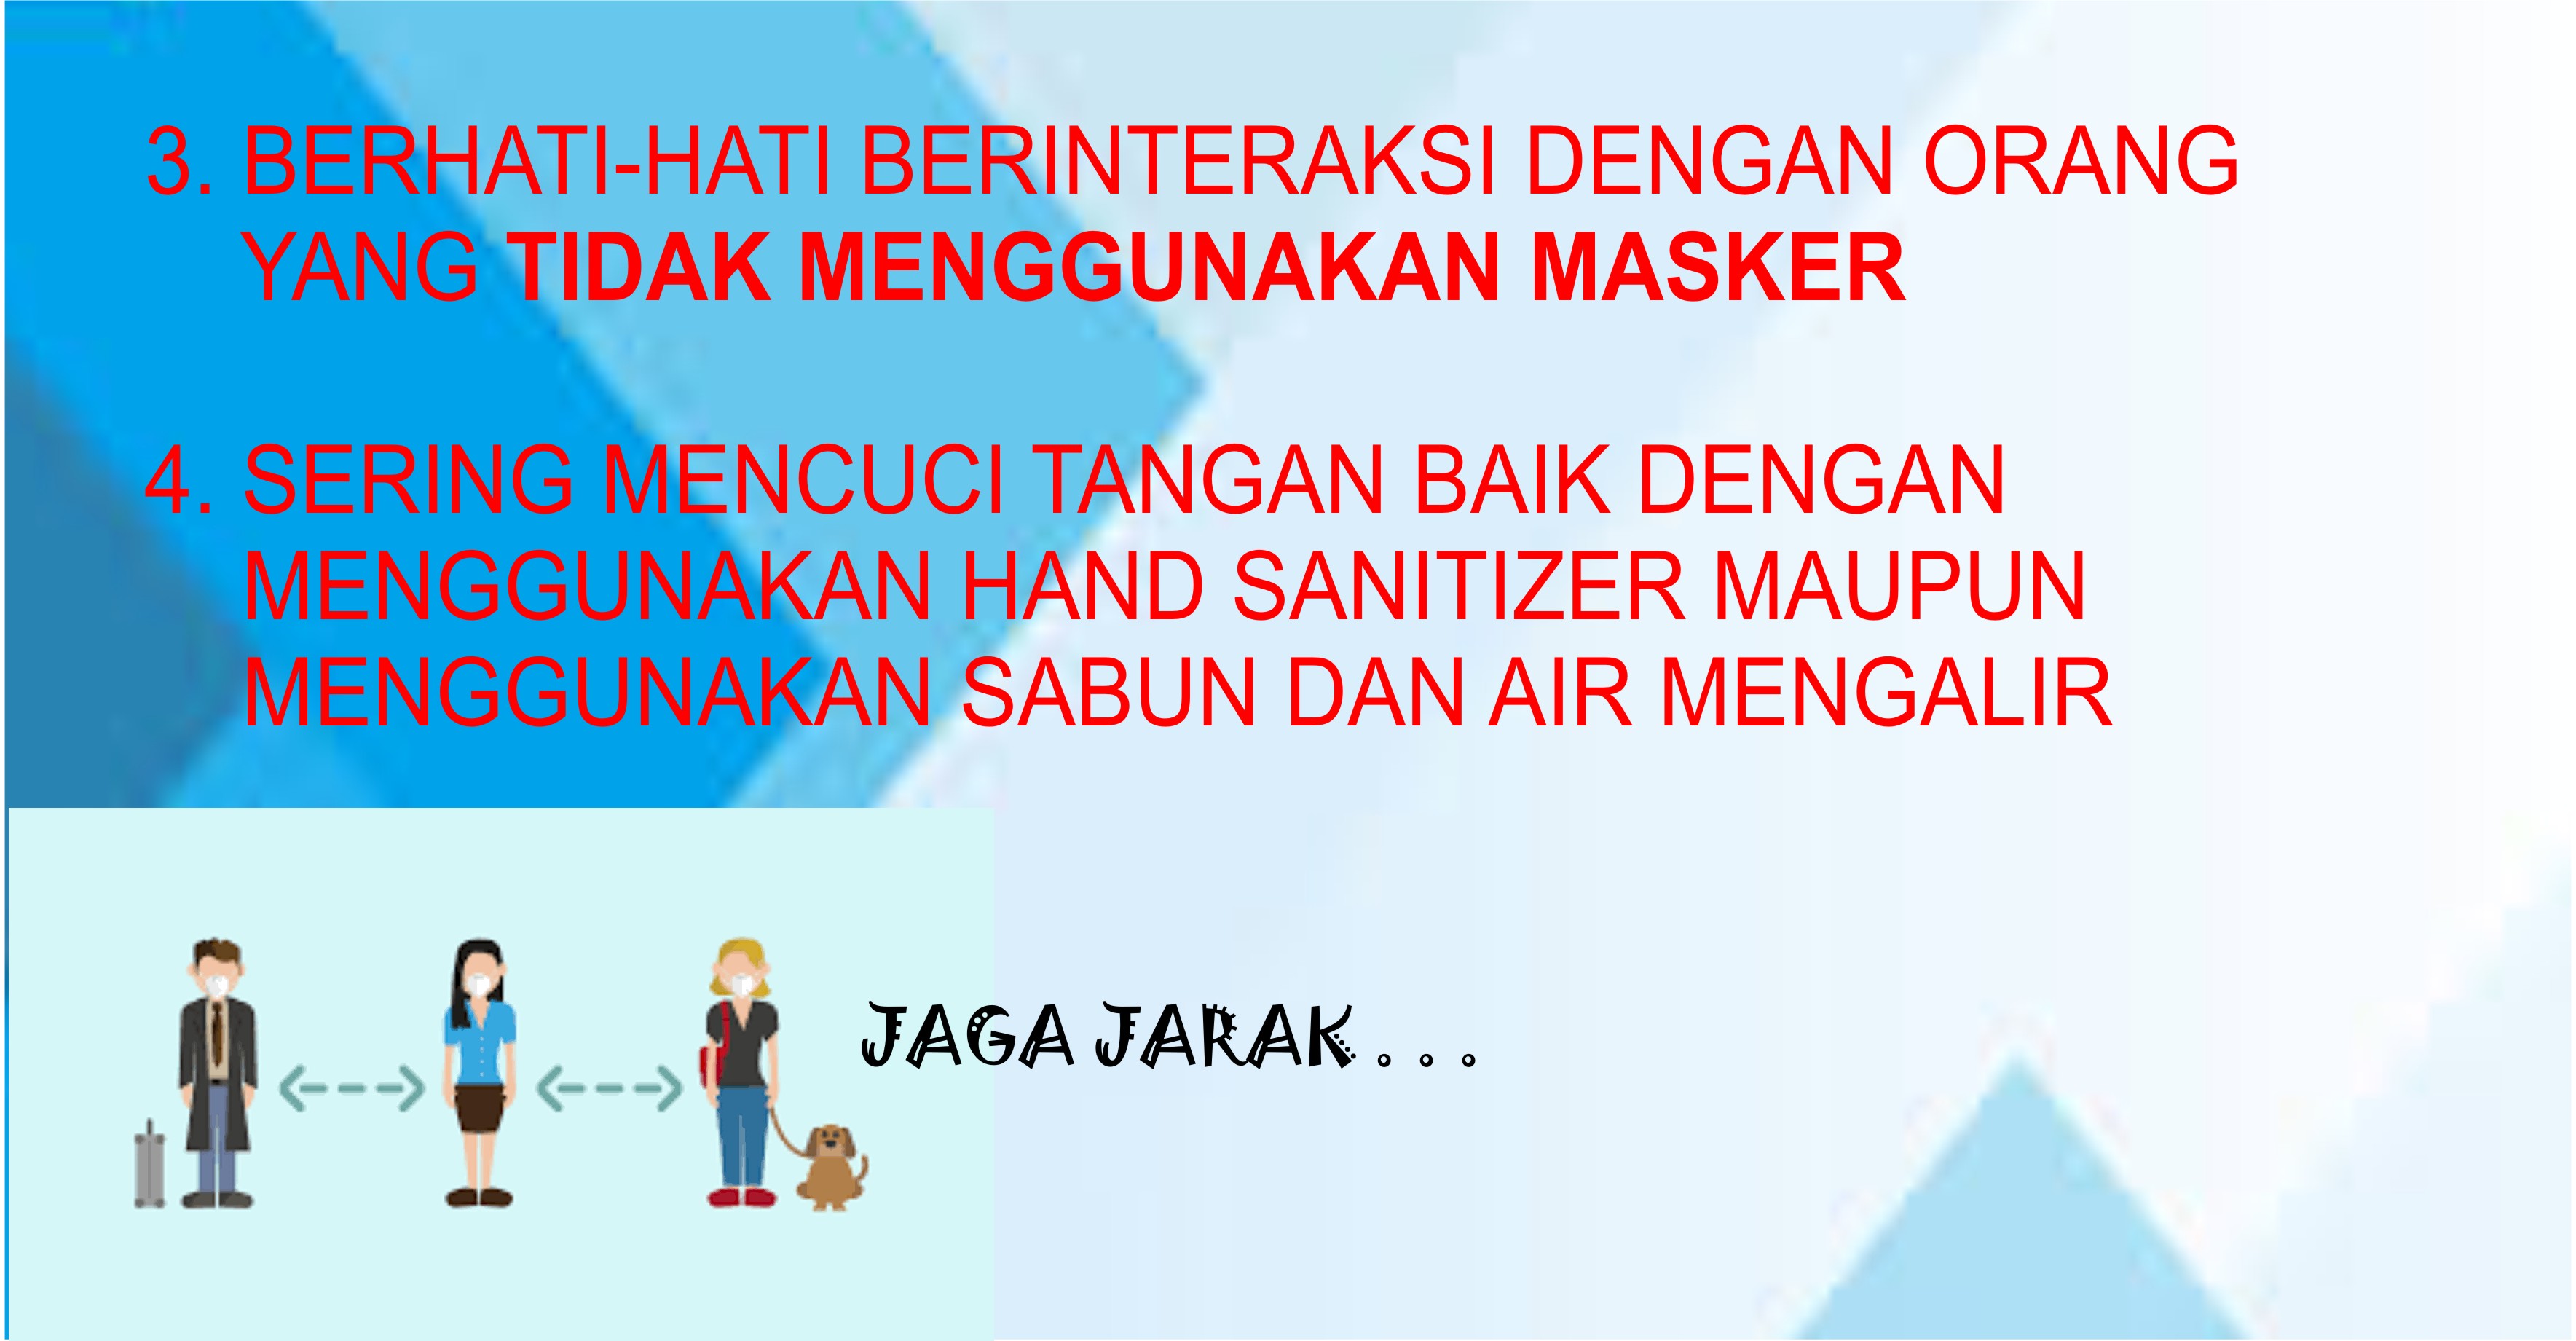 3. BERHATI-HATI BERINTERAKSI DENGAN ORANG
YANG TIDAK MENGGUNAKAN MASKER
4. SERING MENCUCI TANGAN BAIK DENGAN
MENGGUNAKAN HAND SANITIZER MAUPUN
MENGGUNAKAN SABUN DAN AIR MENGALIR
JAGA JARAK...